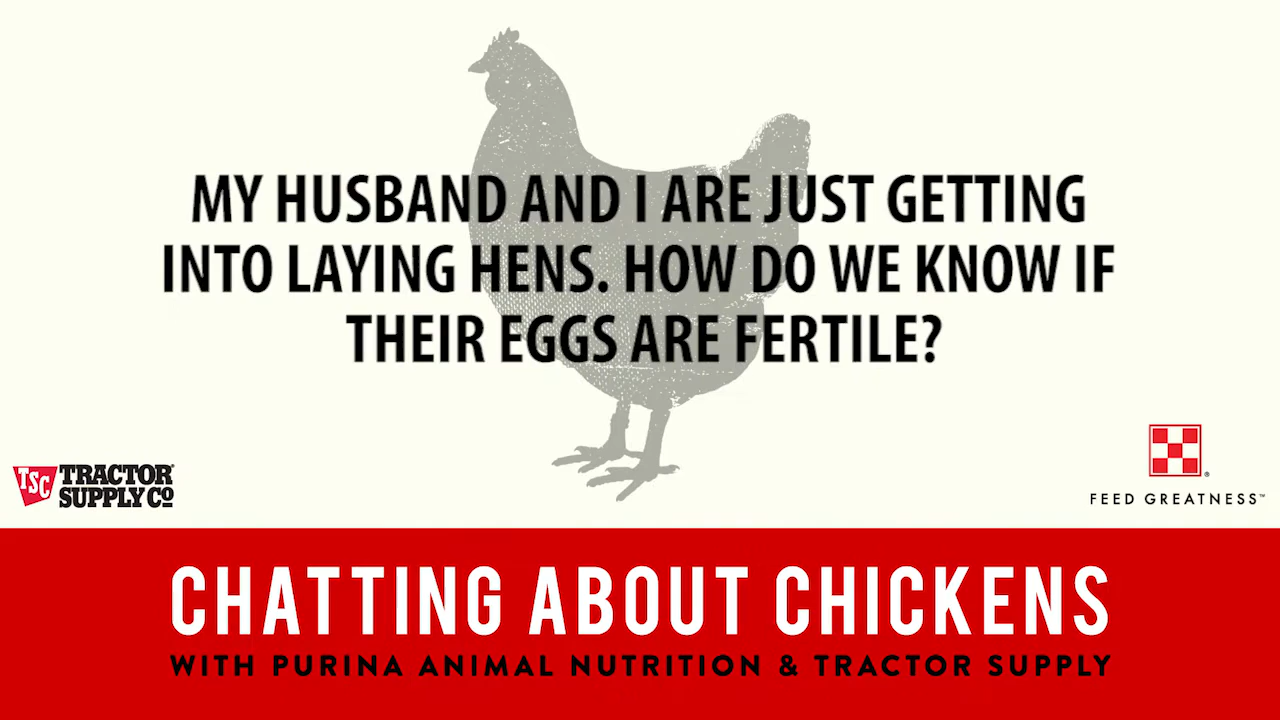 MY HUSBAND AND I ARE JUST GETTING
INTO LAYING HENS. HOW DO WE KNOW IF
THEIR EGGS ARE FERTILE?
TSC TRACTOR
SUPPLY CO
FEED GREATNESS™
CHATTING ABOUT CHICKENS
WITH PURINA ANIMAL NUTRITION & TRACTOR SUPPLY